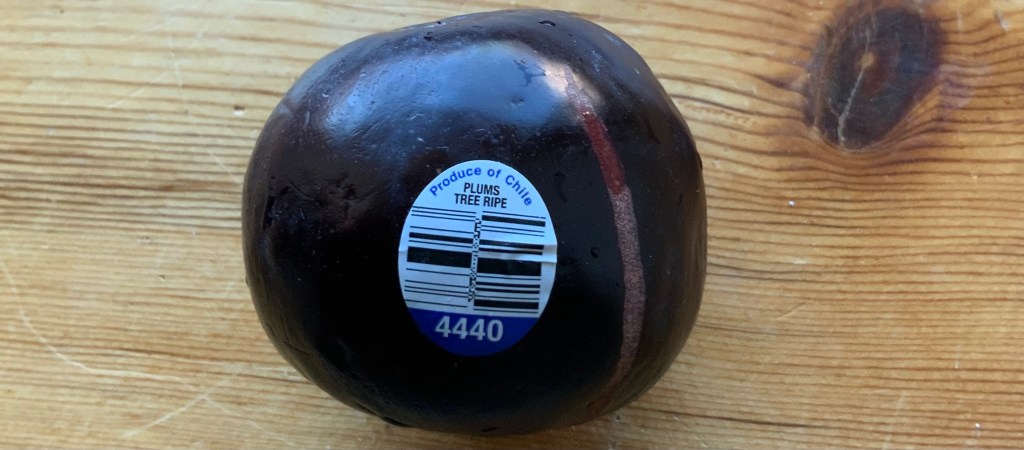 Produce of Chile
PLUMS
TREE RIPE
4440